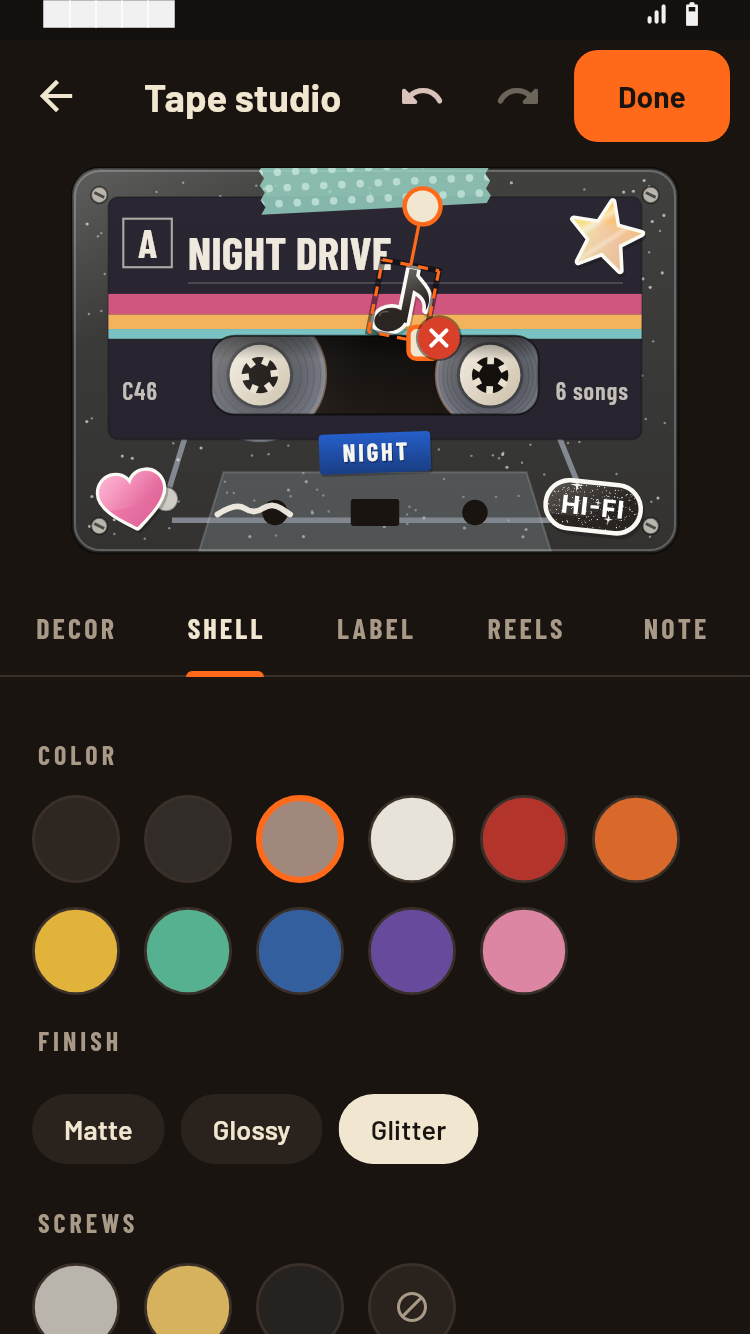 Tape studio
Done
A
NIGHT DRIVE
C46
6 songs
NIGHT
HI-FI
DECOR
SHELL
LABEL
REELS
NOTE
COLOR
FINISH
Matte
Glossy
Glitter
SCREWS